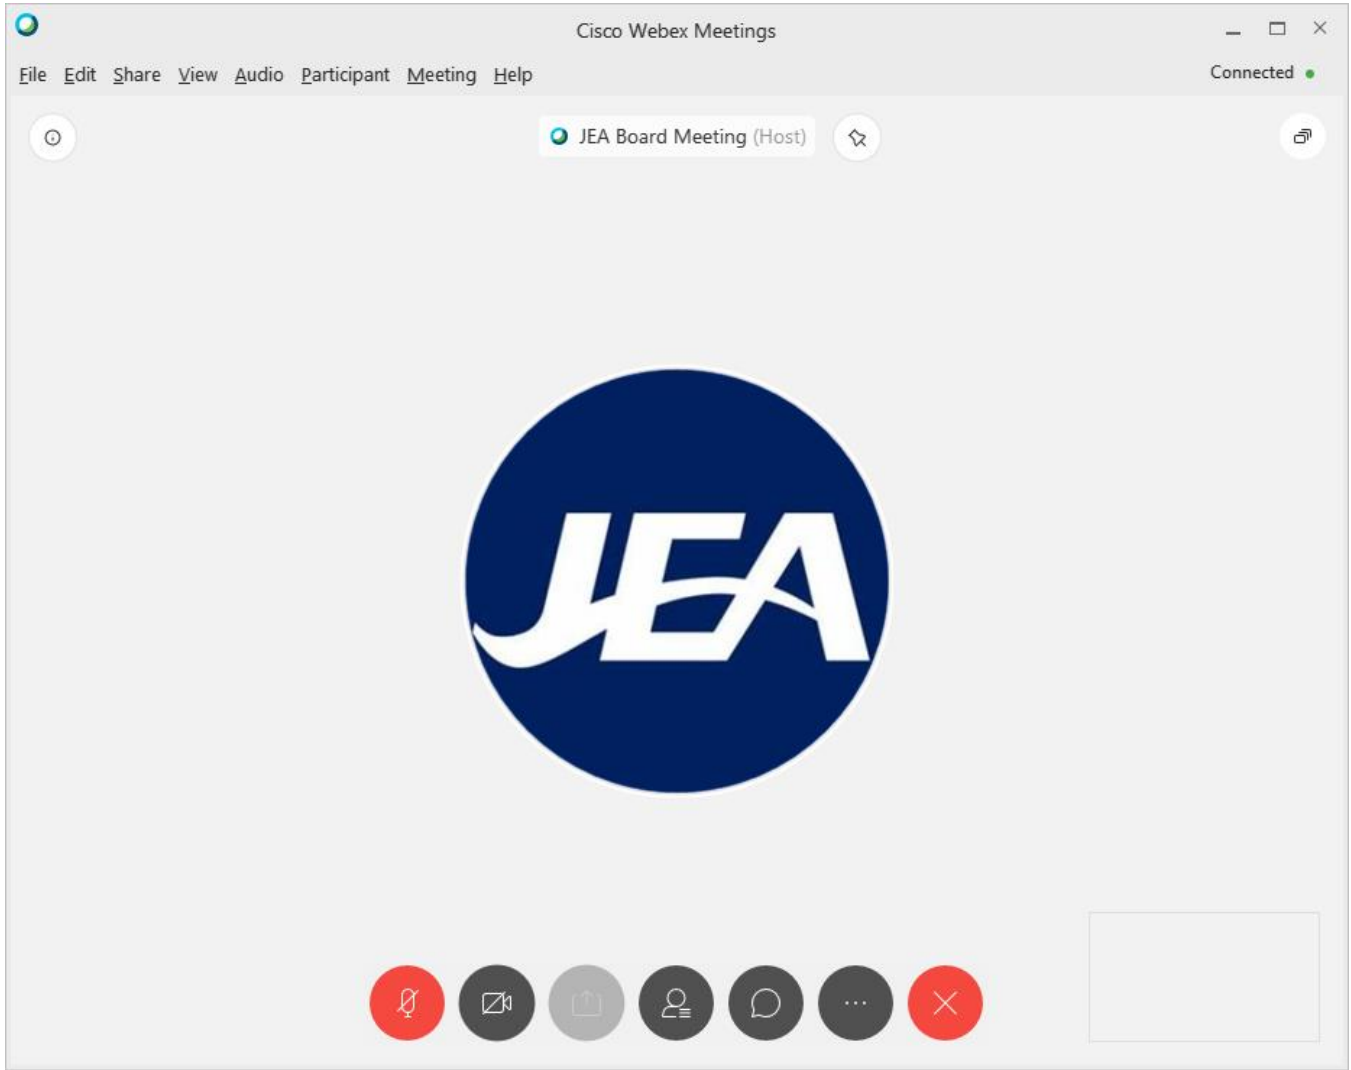 Cisco Webex Meetings
File Edit Share View Audio Participant Meeting Help
Connected
JEA Board Meeting (Host)
JEA